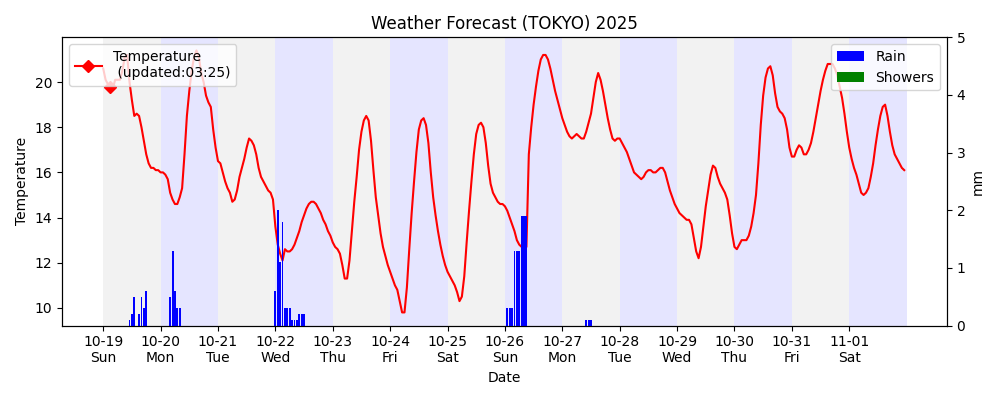 Weather Forecast (TOKYO) 2025
Temperature
(updated:03:25)
Rain
Showers
Temperature
20
18
16
14
12
10
5
4
3
2
1
0
mm
10-19 10-20 10-21 10-22 10-23 10-24 10-25 10-26 10-27 10-28 10-29 10-30 10-31 11-01
Sun Mon Tue Wed Thu Fri Sat Sun Mon Tue Wed Thu Fri Sat
Date